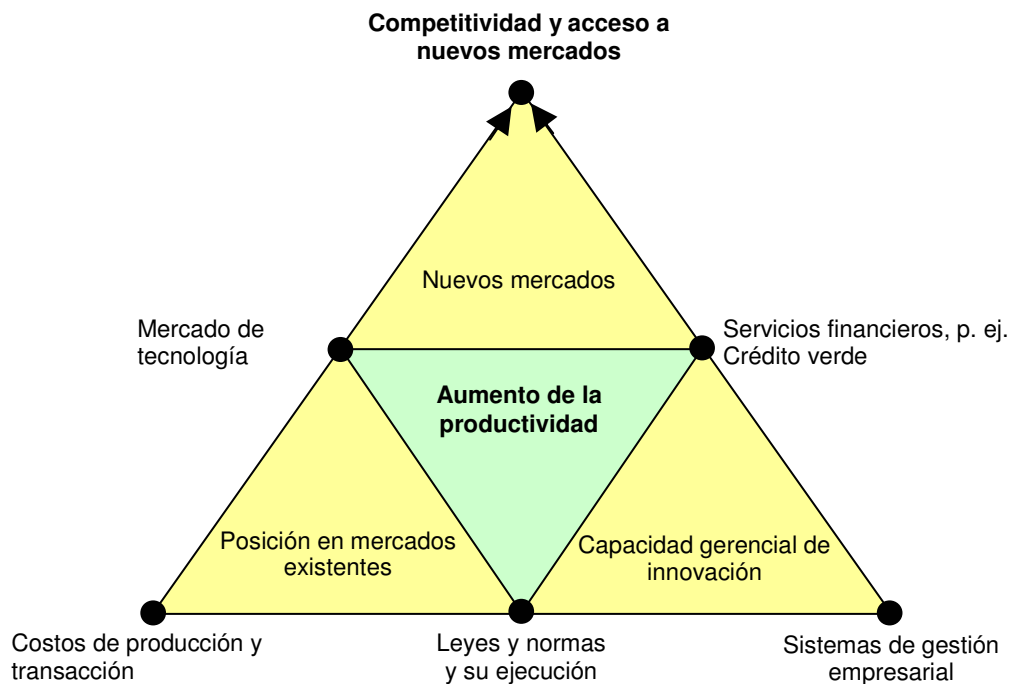 Competitividad y acceso a
nuevos mercados
Nuevos mercados
Mercado de
tecnología
Servicios financieros, p. ej.
Crédito verde
Aumento de la
productividad
Posición en mercados
existentes
Capacidad gerencial de
innovación
Costos de producción y
transacción
Leyes y normas
y su ejecución
Sistemas de gestión
empresarial